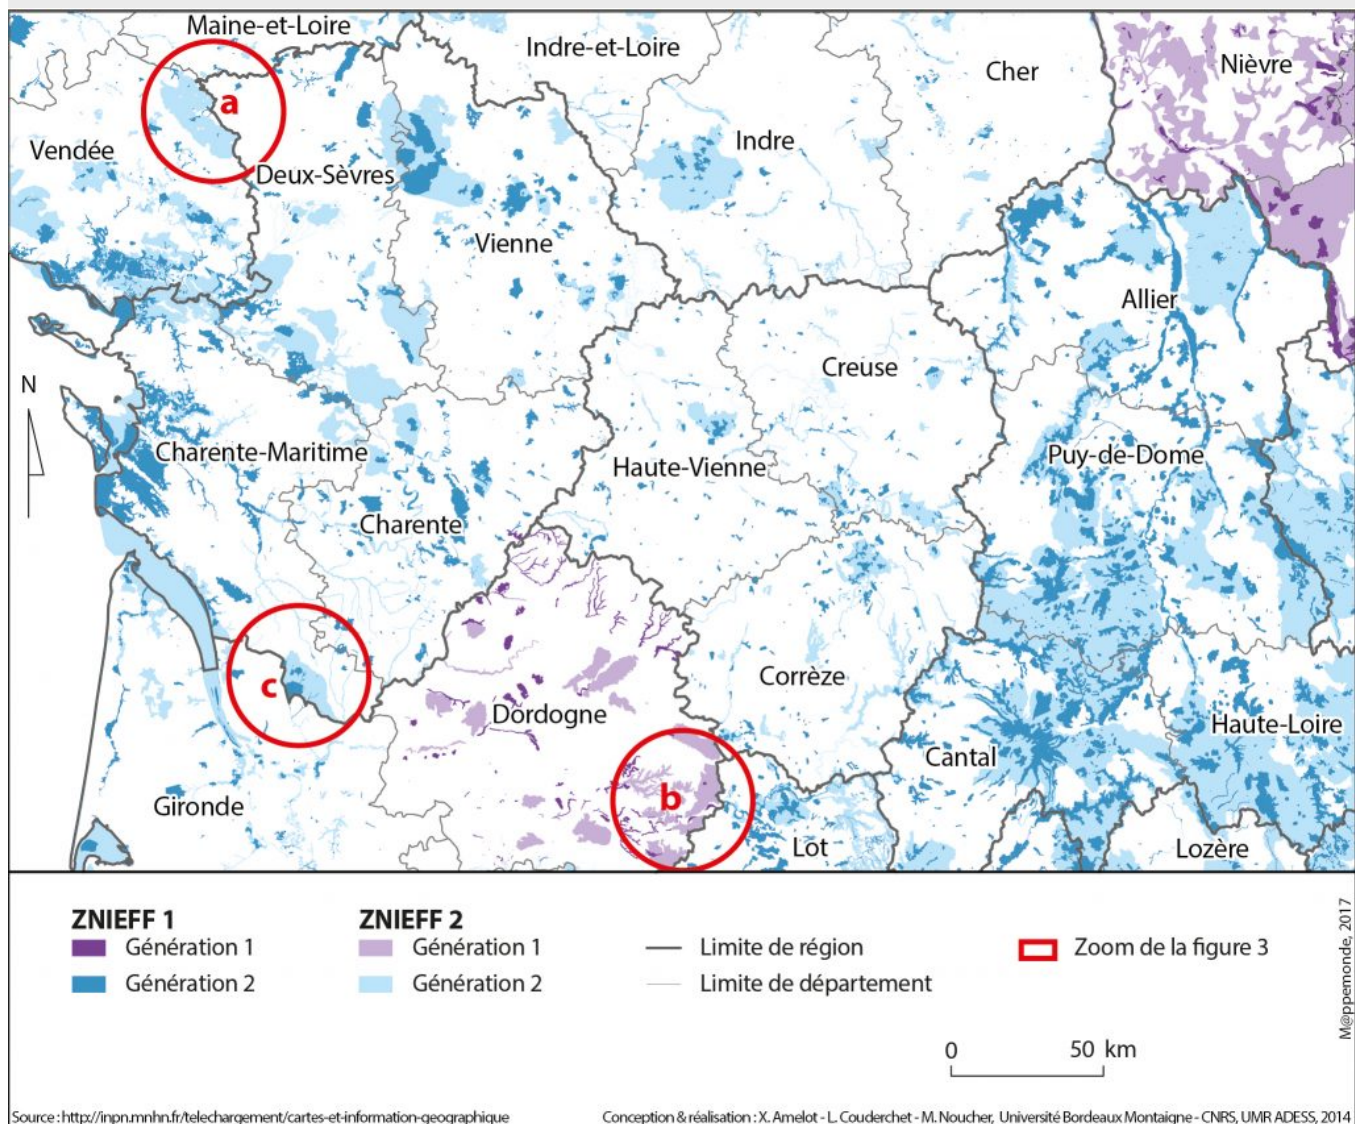 Maine-et-Loire
Indre-et-Loire
Cher
Nièvre
a
Vendée
Indre
Deux-Sèvres
Vienne
Allier
Creuse
N
Charente-Maritime
Haute-Vienne
Puy-de-Dome
Charente
c
Corrèze
Dordogne
Haute-Loire
Cantal
b
Gironde
Lot
Lozère
ZNIEFF 1
Génération 1
Génération 2
ZNIEFF 2
Génération 1
Génération 2
Limite de région
Limite de département
Zoom de la figure 3
0 50 km
M@ppemonde, 2017
Source : http://inpn.mnhn.fr/telechargement/cartes-et-information-geographique
Conception & réalisation : X. Amelot - L. Couderchet - M. Noucher, Université Bordeaux Montaigne - CNRS, UMR ADESS, 2014